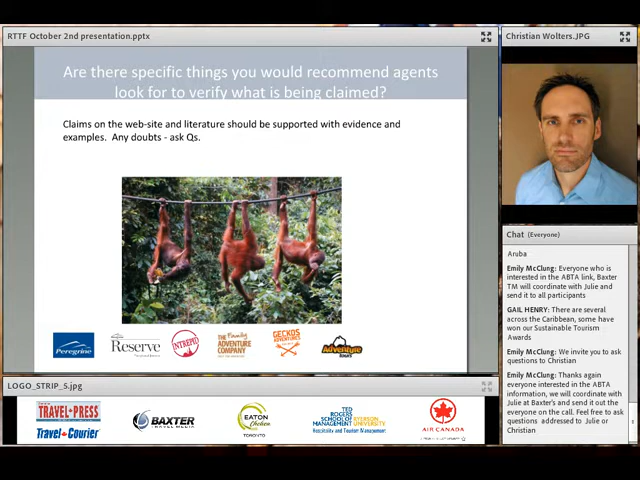 RTTF October 2nd presentation.pptx
Are there specific things you would recommend agents
look for to verify what is being claimed?
Claims on the web-site and literature should be supported with evidence and
examples. Any doubts - ask Qs.
Peregrine
Reserve
INTREPID
THE Family
ADVENTURE
COMPANY
GECKOS
ADVENTURES
Adventure
tours
LOGO_STRIP_5.jpg
TRAVEL PRESS
Travel Courier
BAXTER
TRAVEL MEDIA
EATON
Chelsea
TORONTO
TED
ROGERS
SCHOOL OF
MANAGEMENT
RYERSON
UNIVERSITY
Hospitality and Tourism Management
AIR CANADA
Christian Wolters.JPG
Chat (Everyone)
Aruba
Emily McClung: Everyone who is
interested in the ABTA link, Baxter
TM will coordinate with Julie and
send it to all participants
GAIL HENRY: There are several
across the Caribbean, some have
won our Sustainable Tourism
Awards
Emily McClung: We invite you to ask
questions to Christian
Emily McClung: Thanks again
everyone interested in the ABTA
information, we will coordinate with
Julie at Baxter's and send it out the
everyone on the call. Feel free to ask
questions addressed to Julie or
Christian